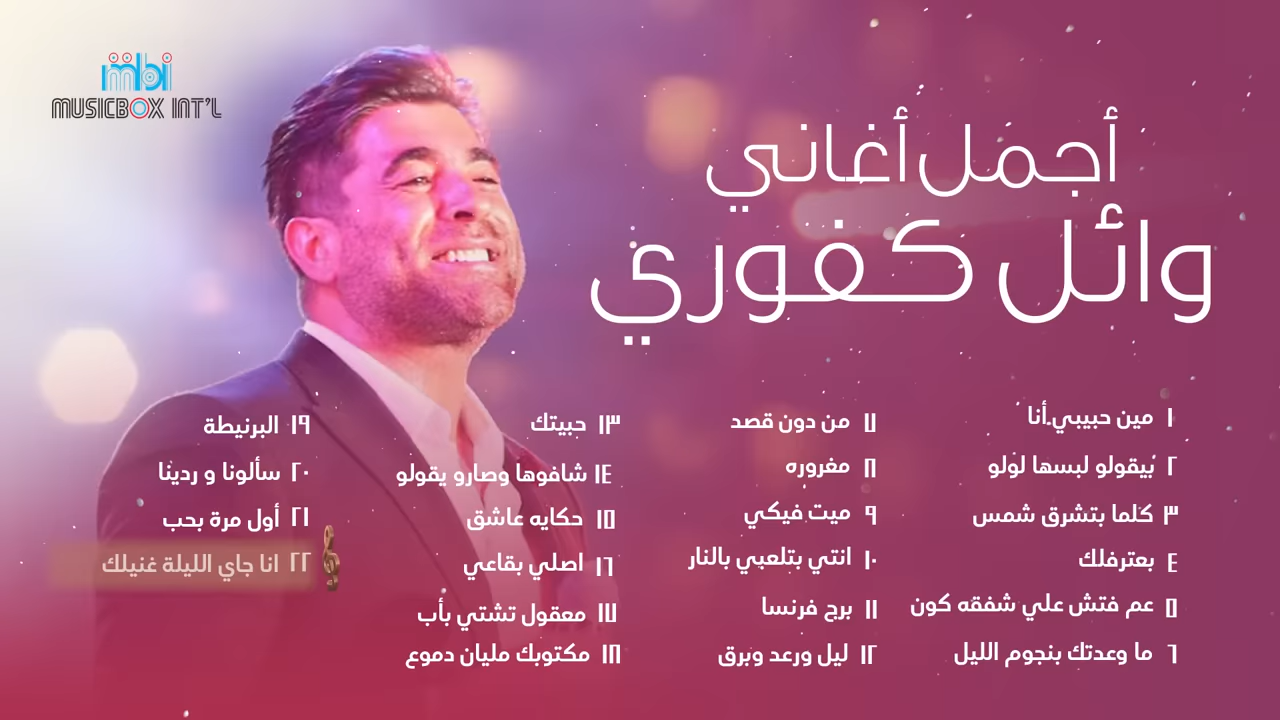 mbi
MUSICBOX INT'L
أجمل أغاني
وائل كفوري
١ مين حبيبي أنا
٢ بيقولو لبسها لولو
٣ كلما بتشرق شمس
٤ بعترفلك
٥ عم فتش علي شفقه كون
٦ ما وعدتك بنجوم الليل
٧ من دون قصد
٨ مغروره
٩ ميت فيكي
١٠ انتي بتلعبي بالنار
١١ برج فرنسا
١٢ ليل ورعد وبرق
١٣ حبيتك
١٤ شافوها وصارو يقولو
١٥ حكايه عاشق
١٦ اصلي بقاعي
١٧ معقول تشتي بأب
١٨ مكتوبك مليان دموع
١٩ البرنيطة
٢٠ سألونا و ردينا
٢١ أول مرة بحب
٢٢ انا جاي الليلة غنيلك